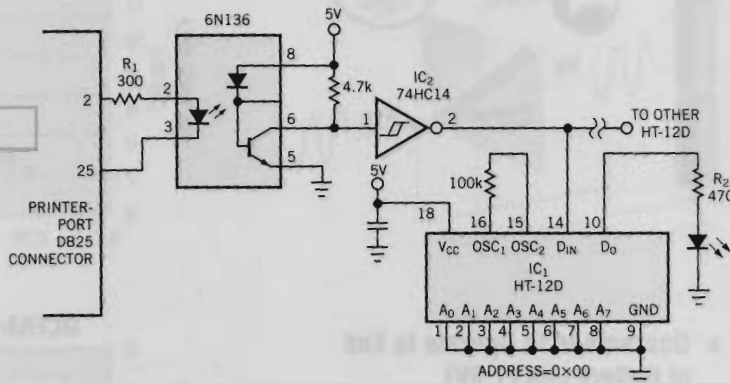 6N136
5V
8
R1
300
4.7k
IC2
74HC14
2
2
6
1
2
TO OTHER
HT-12D
3
5
25
5V
100k
R2
470
PRINTER-
PORT
DB25
CONNECTOR
18
16
15
14
10
VCC
OSC1
OSC2
DIN
D0
IC1
HT-12D
A0 A1 A2 A3 A4 A5 A6 A7 GND
1 2 3 4 5 6 7 8 9
ADDRESS=0×00